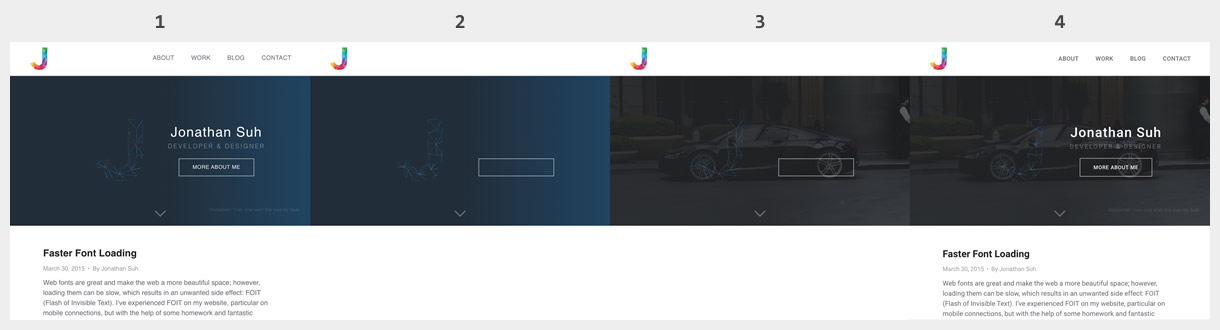 1
2
3
4
ABOUT WORK BLOG CONTACT
Jonathan Suh
DEVELOPER & DESIGNER
MORE ABOUT ME
Faster Font Loading
March 30, 2015 • By Jonathan Suh
Web fonts are great and make the web a more beautiful space; however,
loading them can be slow, which results in an unwanted side effect: FOIT
(Flash of Invisible Text). I've experienced FOIT on my website, particular on
mobile connections, but with the help of some homework and fantastic
ABOUT WORK BLOG CONTACT
Jonathan Suh
DEVELOPER & DESIGNER
MORE ABOUT ME
Faster Font Loading
March 30, 2015 • By Jonathan Suh
Web fonts are great and make the web a more beautiful space; however,
loading them can be slow, which results in an unwanted side effect: FOIT
(Flash of Invisible Text). I've experienced FOIT on my website, particular on
mobile connections, but with the help of some homework and fantastic